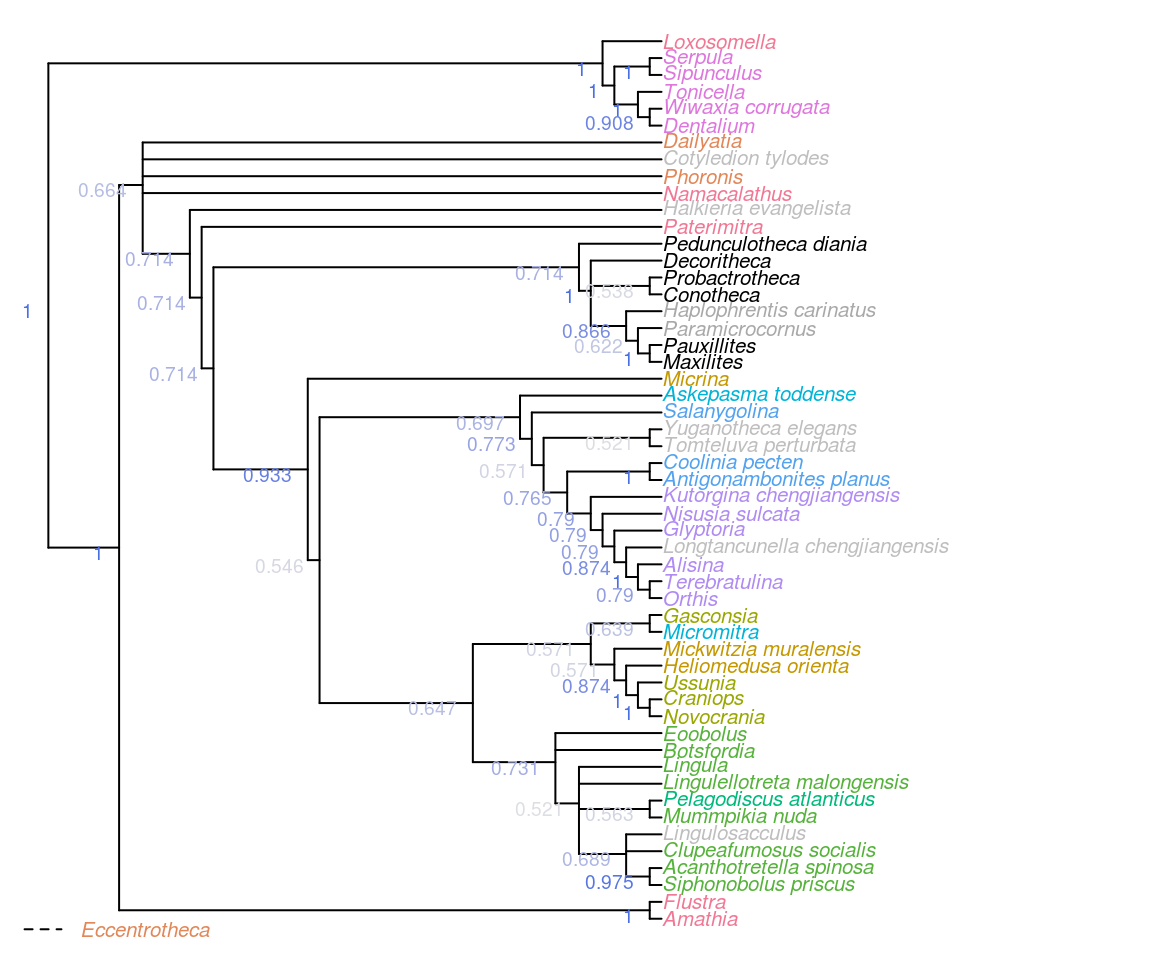 Loxosomella
Serpula
1 1 Sipunculus
1 Tonicella
1 Wiwaxia corrugata
0.908 Dentalium
Dailyatia
Cotyledion tylodes
Phoronis
0.664 Namacalathus
Halkieria evangelista
Paterimitra
Pedunculotheca diania
0.714 Decoritheca
0.714 Probactrotheca
1 0.538 Conotheca
0.714 Haplophrentis carinatus
1 0.866 Paramicrocornus
0.622 Pauxillites
1 Maxilites
0.714 Micrina
Askepasma toddense
Salanygolina
0.697 Yuganotheca elegans
0.773 0.521 Tomteluva perturbata
Coolinia pecten
0.933 0.571 1 Antigonambonites planus
0.765 Kutorgina chengjiangensis
0.79 Nisusia sulcata
0.79 Glyptoria
1 0.79 Longtancunella chengjiangensis
0.546 0.874 Alisina
1 Terebratulina
0.79 Orthis
Gasconsia
0.639 Micromitra
0.571 Mickwitzia muralensis
0.571 Heliomedusa orienta
0.874 Ussunia
1 Craniops
0.647 1 Novocrania
Eoobolus
Botsfordia
0.731 Lingula
Lingulellotreta malongensis
Pelagodiscus atlanticus
0.521 0.563 Mummpikia nuda
Lingulosacculus
0.689 Clupeafumosus socialis
Acanthotretella spinosa
0.975 Siphonobolus priscus
Flustra
1 Amathia
Eccentrotheca